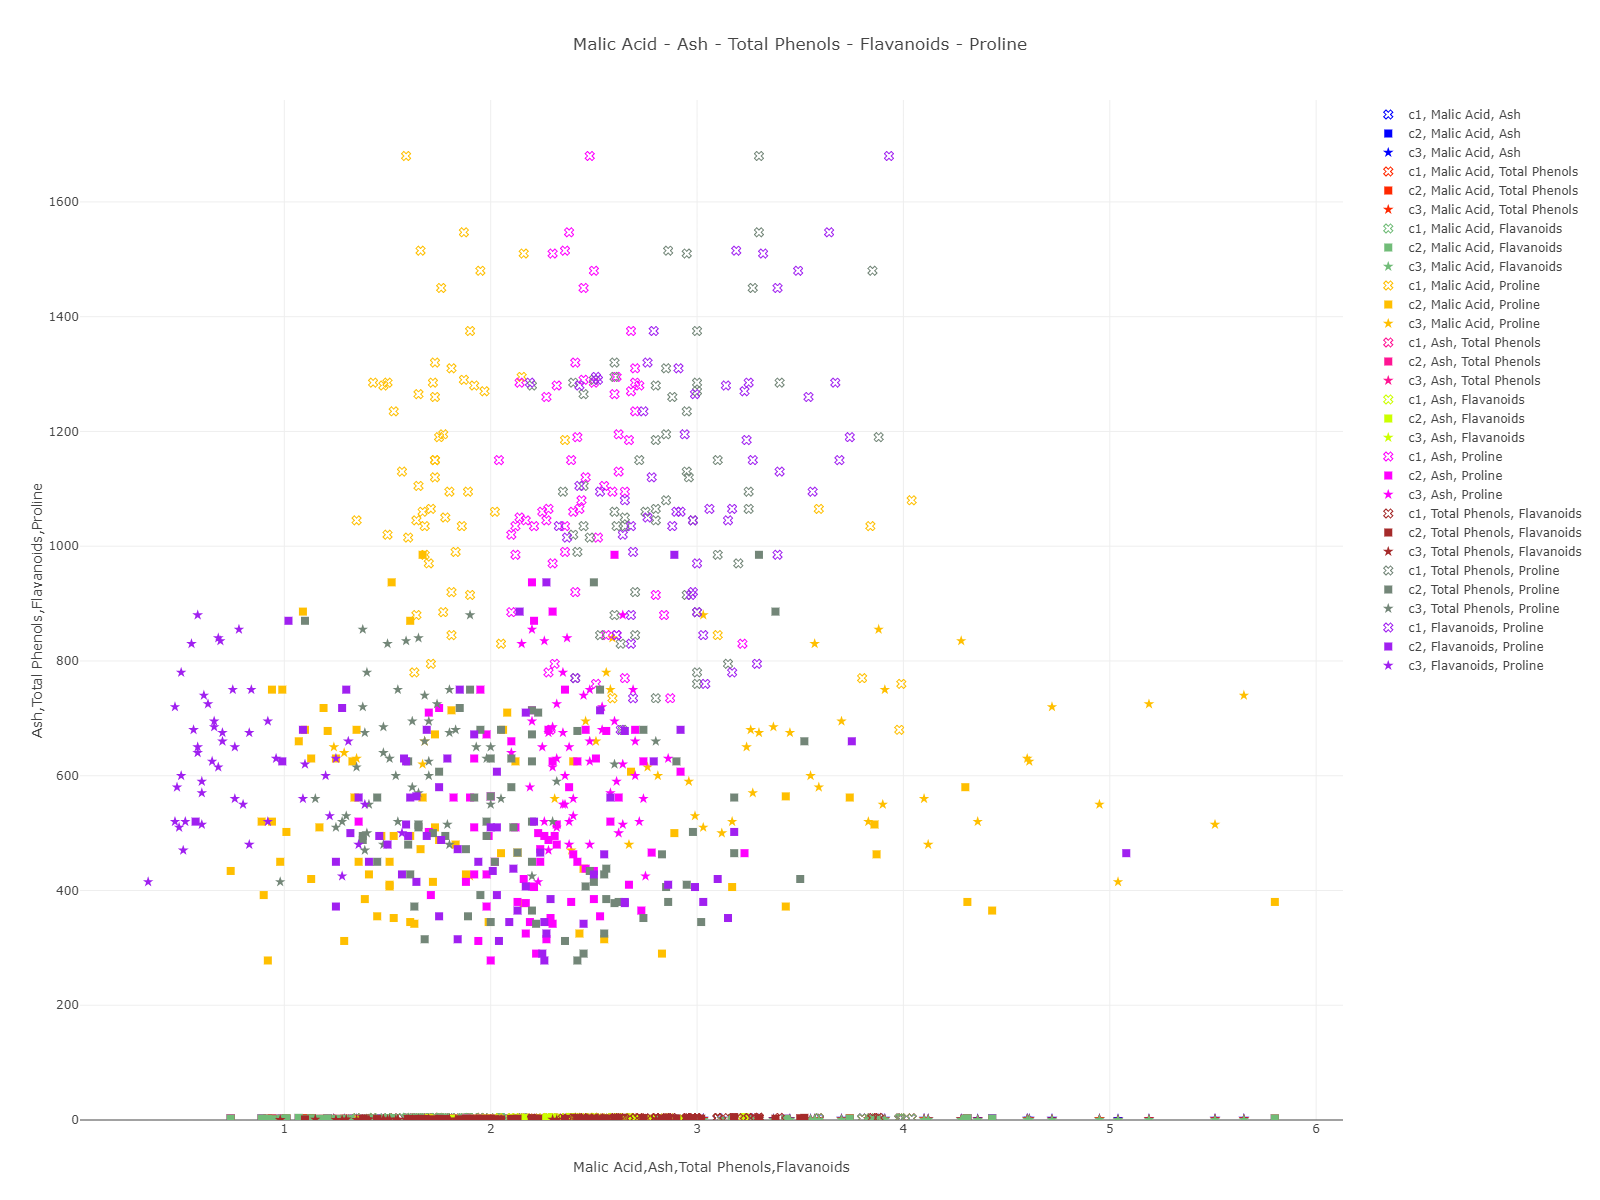 Malic Acid - Ash - Total Phenols - Flavanoids - Proline
c1, Malic Acid, Ash
c2, Malic Acid, Ash
c3, Malic Acid, Ash
c1, Malic Acid, Total Phenols
c2, Malic Acid, Total Phenols
c3, Malic Acid, Total Phenols
c1, Malic Acid, Flavanoids
c2, Malic Acid, Flavanoids
c3, Malic Acid, Flavanoids
c1, Malic Acid, Proline
c2, Malic Acid, Proline
c3, Malic Acid, Proline
c1, Ash, Total Phenols
c2, Ash, Total Phenols
c3, Ash, Total Phenols
c1, Ash, Flavanoids
c2, Ash, Flavanoids
c3, Ash, Flavanoids
c1, Ash, Proline
c2, Ash, Proline
c3, Ash, Proline
c1, Total Phenols, Flavanoids
c2, Total Phenols, Flavanoids
c3, Total Phenols, Flavanoids
c1, Total Phenols, Proline
c2, Total Phenols, Proline
c3, Total Phenols, Proline
c1, Flavanoids, Proline
c2, Flavanoids, Proline
c3, Flavanoids, Proline
1600
1400
1200
1000
800
600
400
200
0
Ash,Total Phenols,Flavanoids,Proline
1 2 3 4 5 6
Malic Acid,Ash,Total Phenols,Flavanoids